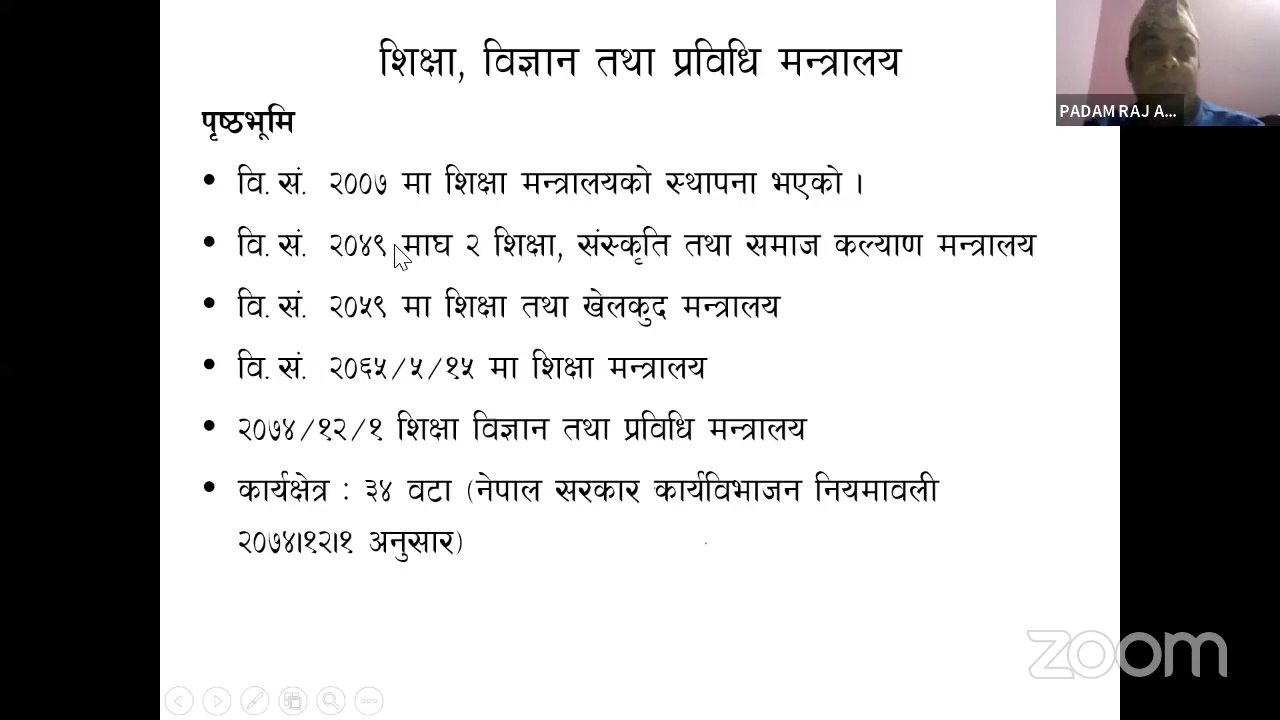 शिक्षा, विज्ञान तथा प्रविधि मन्त्रालय
PADAM RAJ A...
पृष्ठभूमि
• वि. सं. २००७ मा शिक्षा मन्त्रालयको स्थापना भएको ।
• वि. सं. २०४९ माघ २ शिक्षा, संस्कृति तथा समाज कल्याण मन्त्रालय
• वि. सं. २०५९ मा शिक्षा तथा खेलकुद मन्त्रालय
• वि. सं. २०६५/५/१५ मा शिक्षा मन्त्रालय
• २०७४/१२/१ शिक्षा विज्ञान तथा प्रविधि मन्त्रालय
• कार्यक्षेत्र : ३४ वटा (नेपाल सरकार कार्यविभाजन नियमावली
२०७४।१२।१ अनुसार)
zoom